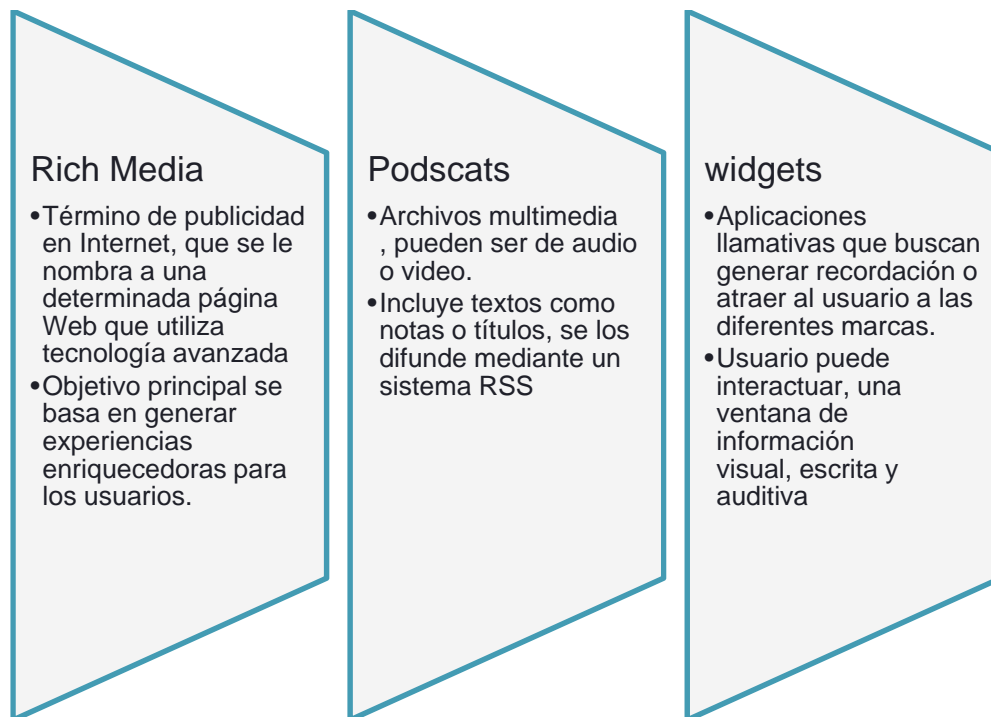 Rich Media
•Término de publicidad
en Internet, que se le
nombra a una
determinada página
Web que utiliza
tecnología avanzada
•Objetivo principal se
basa en generar
experiencias
enriquecedoras para
los usuarios.
Podscats
•Archivos multimedia
, pueden ser de audio
o video.
•Incluye textos como
notas o títulos, se los
difunde mediante un
sistema RSS
widgets
•Aplicaciones
llamativas que buscan
generar recordación o
atraer al usuario a las
diferentes marcas.
•Usuario puede
interactuar, una
ventana de
información
visual, escrita y
auditiva